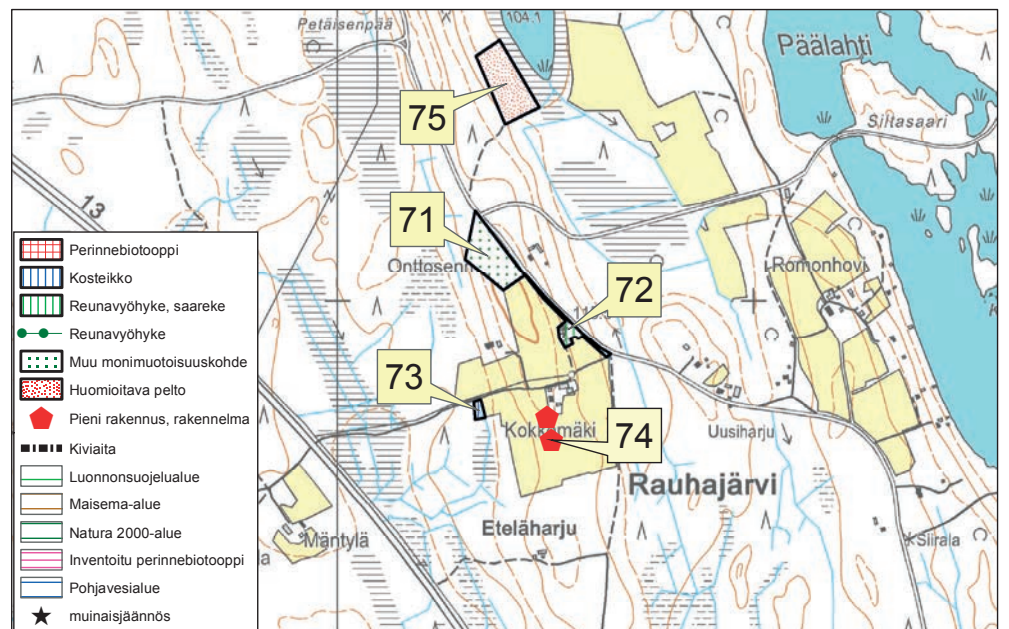 Petäisenpää
104.1
Päälahti
75
Siltasaari
13
71
Onttosenn
72
Romonhovi
73
Kokkomäki
74
Uusiharju
Rauhajärvi
Eteläharju
Mäntylä
Siirala
a
Perinnebiotooppi
Kosteikko
Reunavyöhyke, saareke
Reunavyöhyke
Muu monimuotoisuuskohde
Huomioitava pelto
Pieni rakennus, rakennelma
Kiviaita
Luonnonsuojelualue
Maisema-alue
Natura 2000-alue
Inventoitu perinnebiotooppi
Pohjavesialue
muinaisjäännös